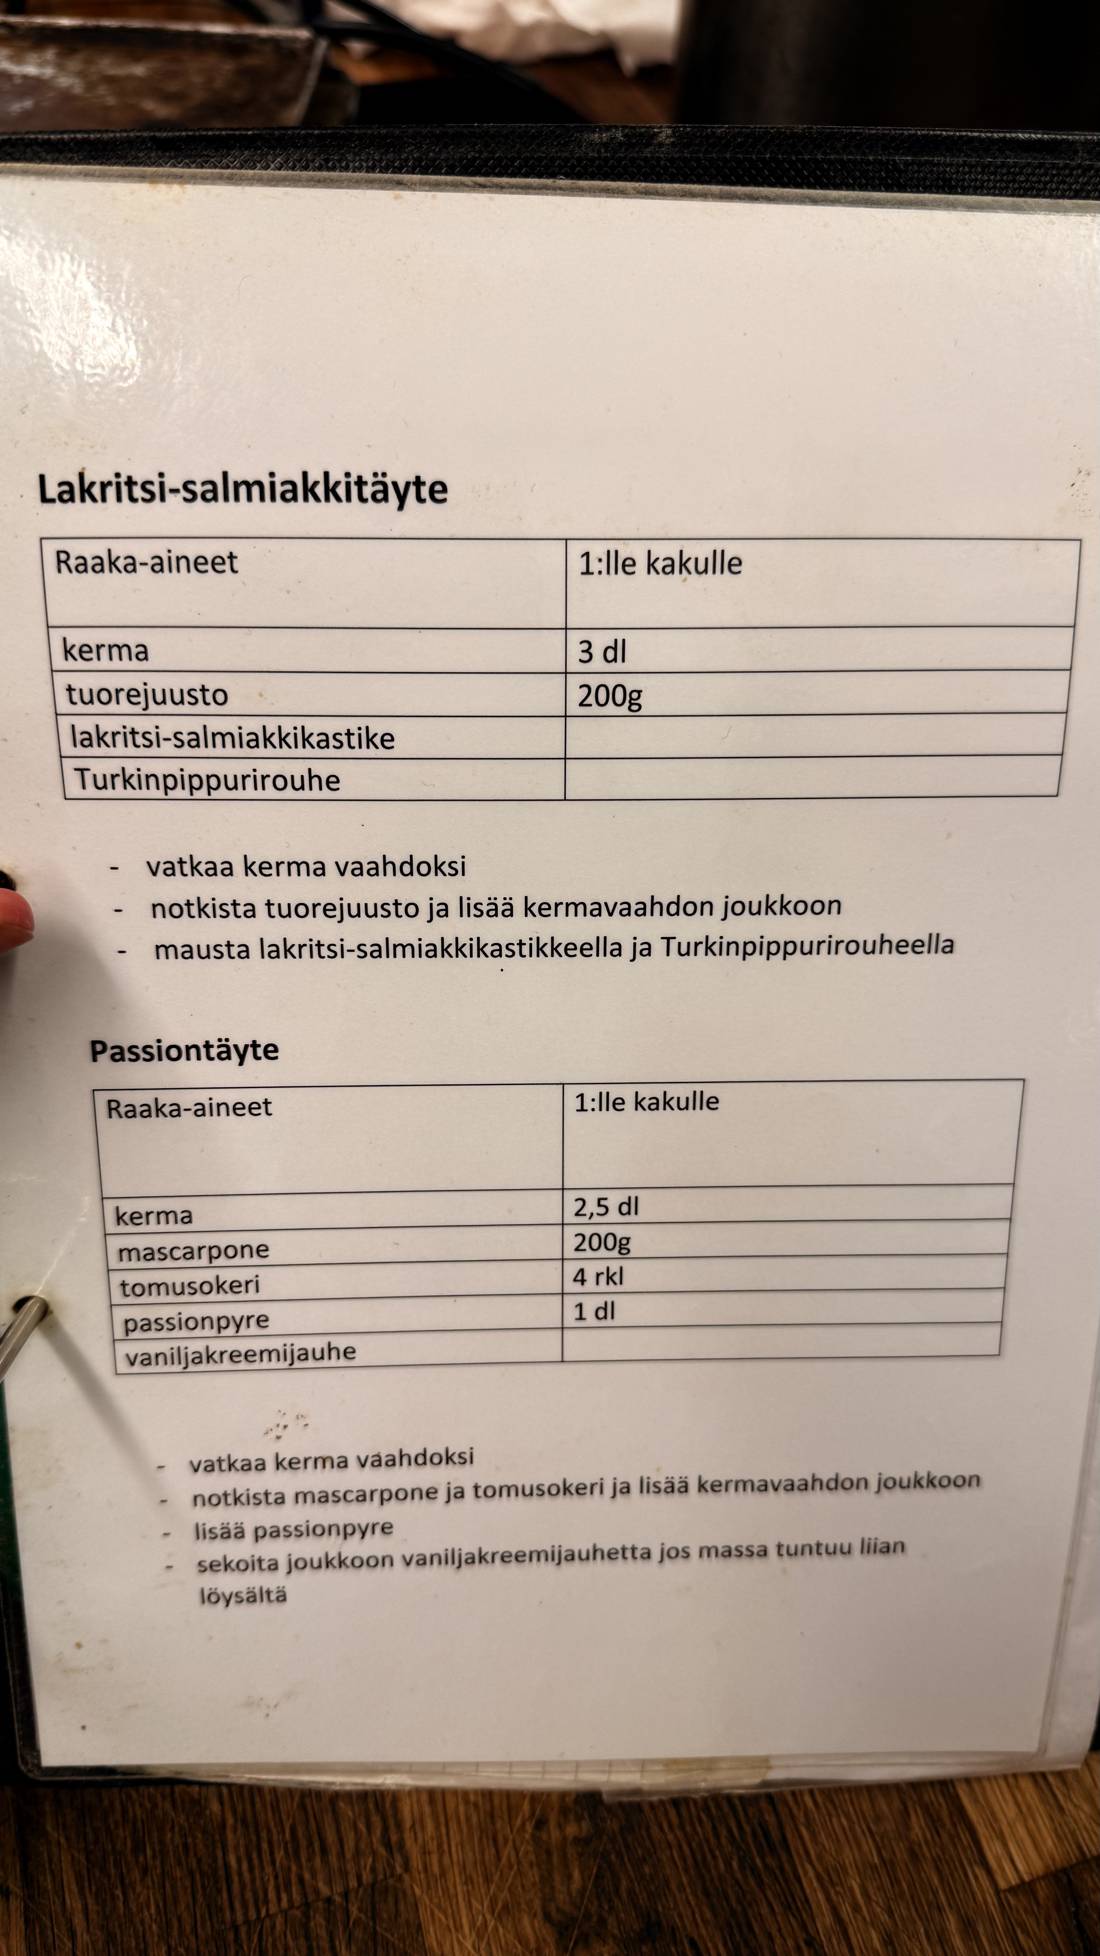 Lakritsi-salmiakkitäyte
Raaka-aineet 1:lle kakulle
kerma 3 dl
tuorejuusto 200g
lakritsi-salmiakkikastike
Turkinpippurirouhe
- vatkaa kerma vaahdoksi
- notkista tuorejuusto ja lisää kermavaahdon joukkoon
- mausta lakritsi-salmiakkikastikkeella ja Turkinpippurirouheella
Passiontäyte
Raaka-aineet 1:lle kakulle
kerma 2,5 dl
mascarpone 200g
tomusokeri 4 rkl
passionpyre 1 dl
vaniljakreemijauhe
- vatkaa kerma vaahdoksi
- notkista mascarpone ja tomusokeri ja lisää kermavaahdon joukkoon
- lisää passionpyre
- sekoita joukkoon vaniljakreemijauhetta jos massa tuntuu liian
löysältä